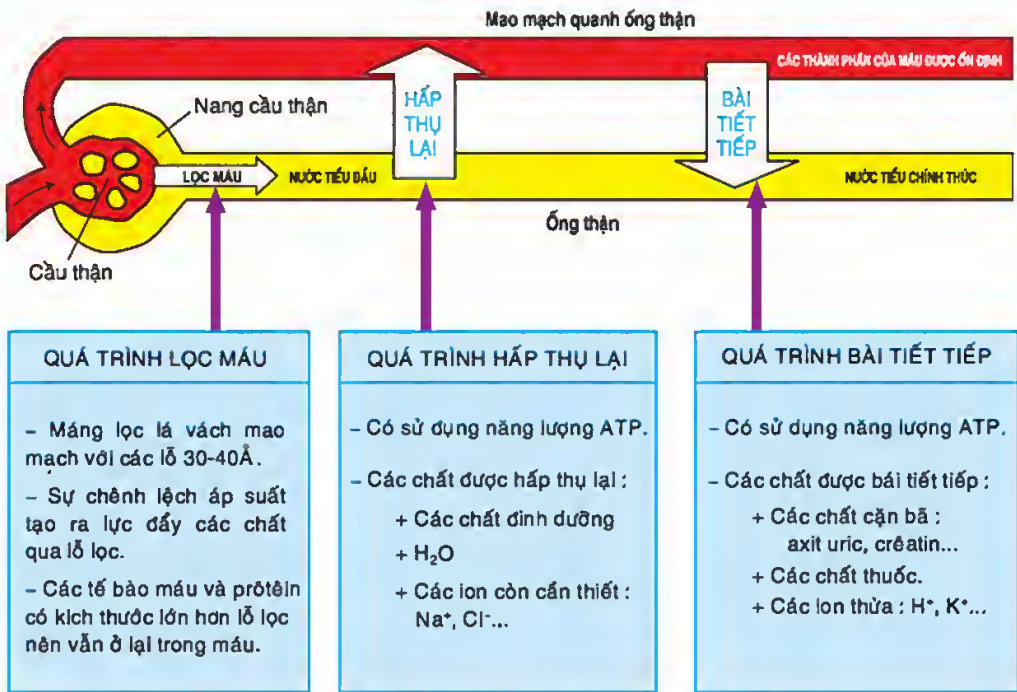 Mao mạch quanh ống thận
CÁC THÀNH PHẦN CỦA MÁU ĐƯỢC ỔN ĐỊNH
Nang cầu thận
HẤP
THỤ
LẠI
BÀI
TIẾT
TIẾP
LỌC MÁU
NƯỚC TIỂU ĐẦU
NƯỚC TIỂU CHÍNH THỨC
Ống thận
Cầu thận
QUÁ TRÌNH LỌC MÁU
– Máng lọc lá vách mao
mạch với các lỗ 30-40Å.
– Sự chênh lệch áp suất
tạo ra lực đẩy các chất
qua lỗ lọc.
– Các tế bào máu và prôtêin
có kích thước lớn hơn lỗ lọc
nên vẫn ở lại trong máu.
QUÁ TRÌNH HẤP THỤ LẠI
– Có sử dụng năng lượng ATP.
– Các chất được hấp thụ lại :
+ Các chất đinh dưỡng
+ H₂O
+ Các ion còn cần thiết :
Na⁺, Cl⁻...
QUÁ TRÌNH BÀI TIẾT TIẾP
– Có sử dụng năng lượng ATP.
– Các chất được bái tiết tiếp :
+ Các chất cặn bã :
axit uric, crêatin...
+ Các chất thuốc.
+ Các ion thừa : H⁺, K⁺...